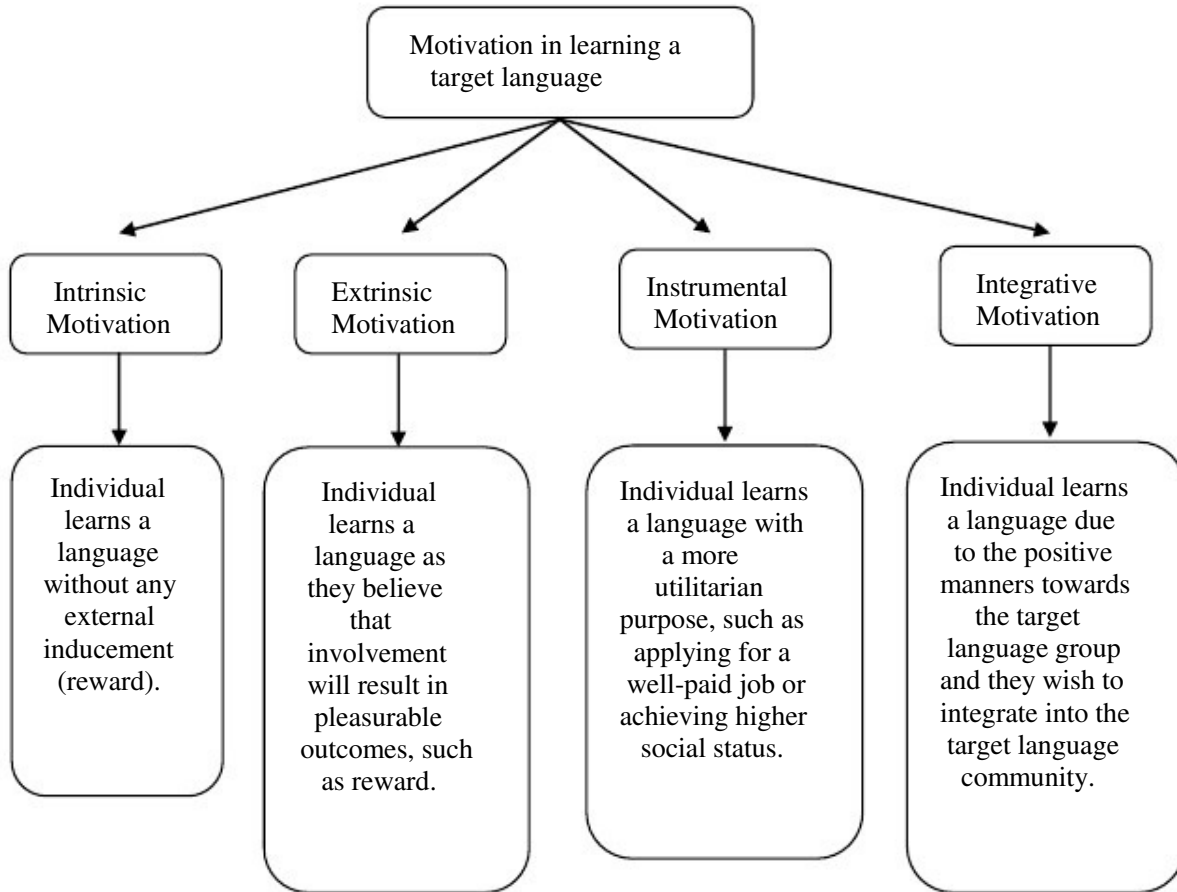 Motivation in learning a
target language
Intrinsic
Motivation
Extrinsic
Motivation
Instrumental
Motivation
Integrative
Motivation
Individual
learns a
language
without any
external
inducement
(reward).
Individual
learns a
language as
they believe
that
involvement
will result in
pleasurable
outcomes, such
as reward.
Individual learns
a language with
a more
utilitarian
purpose, such as
applying for a
well-paid job or
achieving higher
social status.
Individual learns
a language due
to the positive
manners towards
the target
language group
and they wish to
integrate into the
target language
community.